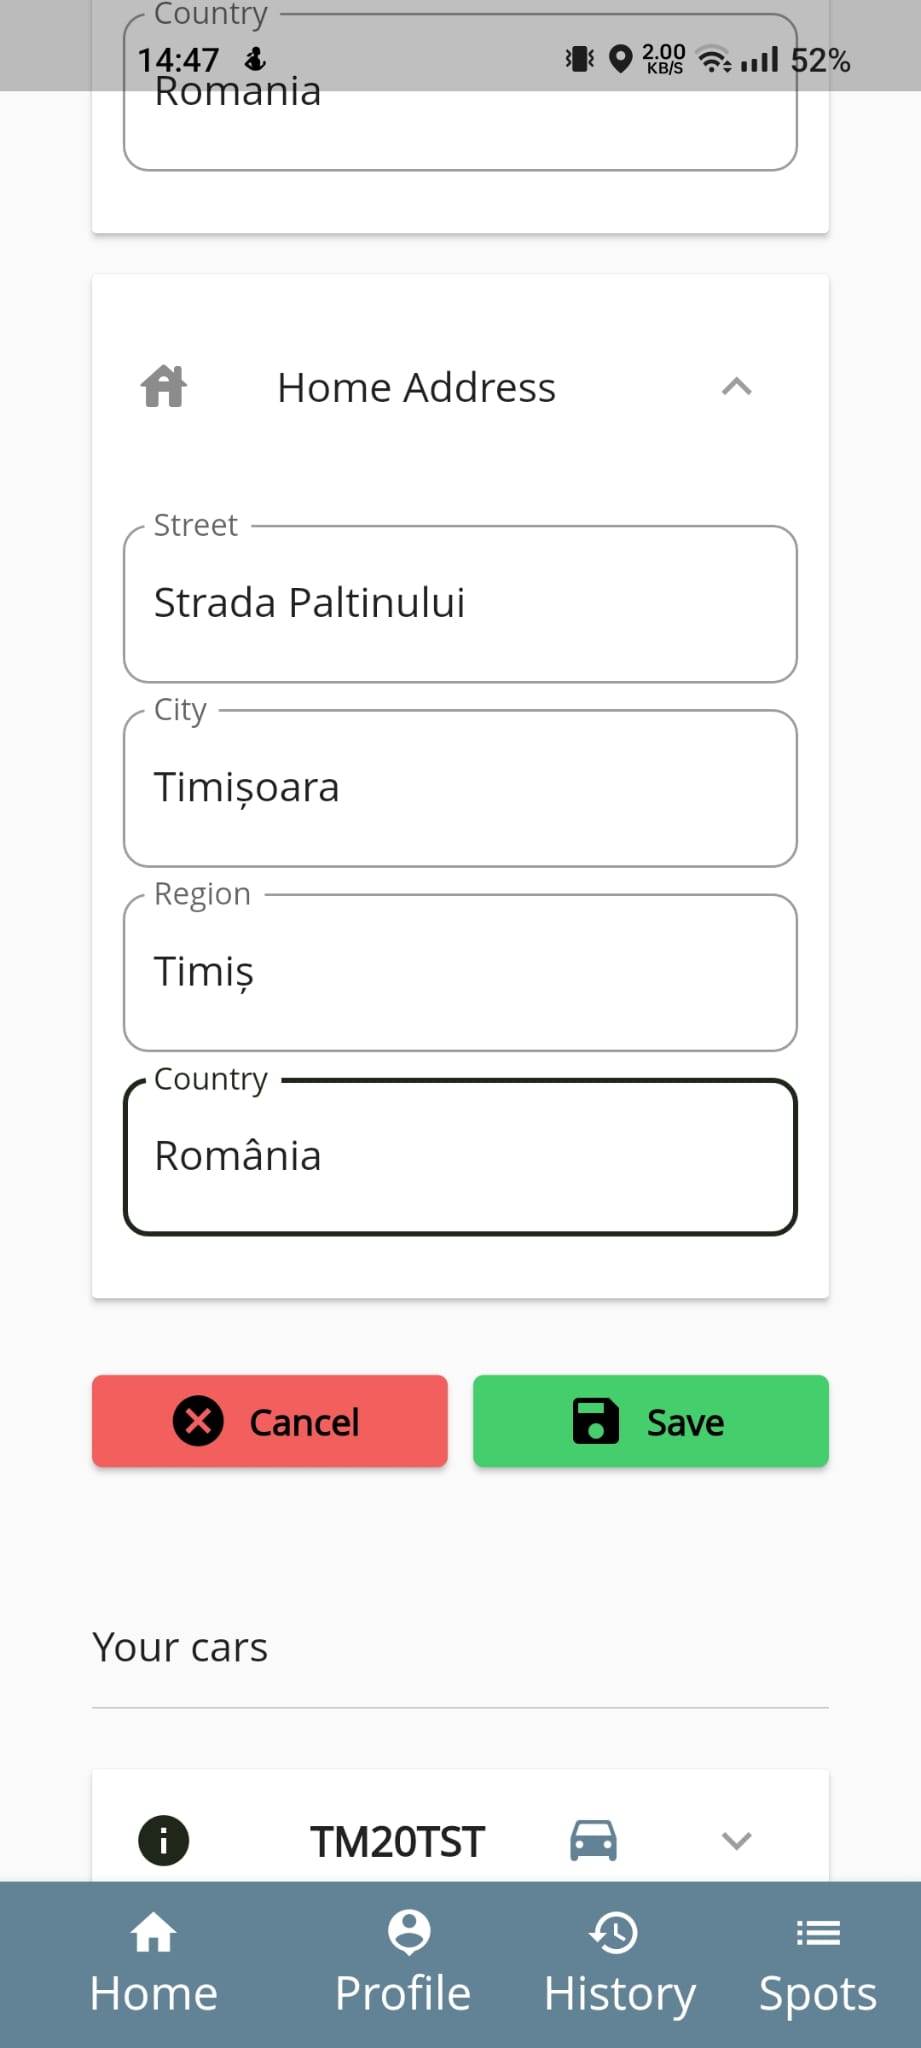 Country
14:47 2.00 KB/S 52%
Romania
Home Address
Street
Strada Paltinului
City
Timișoara
Region
Timiș
Country
România
Cancel Save
Your cars
TM20TST
Home Profile History Spots